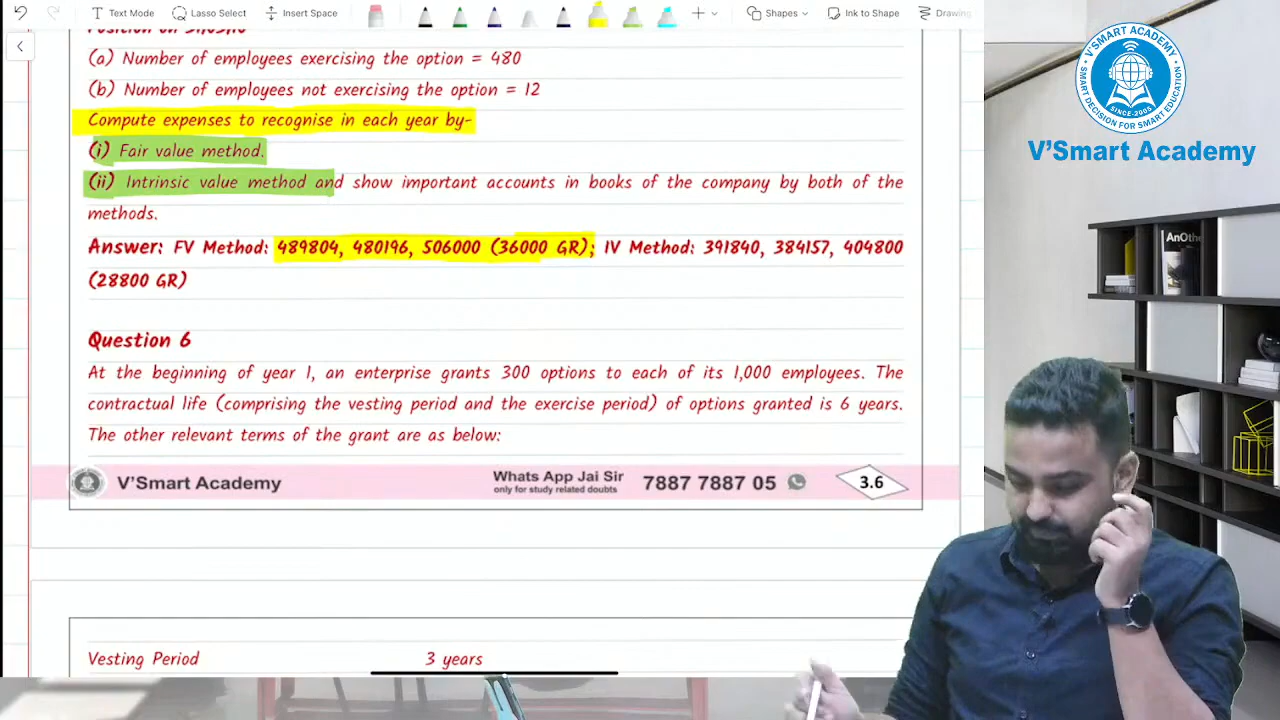 Text Mode Lasso Select Insert Space Shapes Ink to Shape Drawing
(a) Number of employees exercising the option = 480
(b) Number of employees not exercising the option = 12
Compute expenses to recognise in each year by-
(i) Fair value method.
(ii) Intrinsic value method and show important accounts in books of the company by both of the
methods.
Answer: FV Method: 489804, 480196, 506000 (36000 GR); IV Method: 391840, 384157, 404800
(28800 GR)
Question 6
At the beginning of year 1, an enterprise grants 300 options to each of its 1,000 employees. The
contractual life (comprising the vesting period and the exercise period) of options granted is 6 years.
The other relevant terms of the grant are as below:
V'Smart Academy
Whats App Jai Sir
only for study related doubts
7887 7887 05
3.6
Vesting Period 3 years
V'SMART ACADEMY
SINCE-2005
SMART DECISION FOR SMART EDUCATION
V'Smart Academy
AnOthe